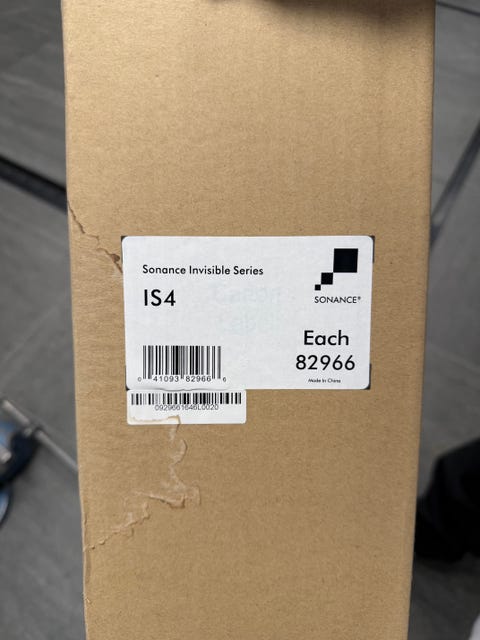 Sonance Invisible Series
IS4
SONANCE®
Each
82966
Made in China
0 41093 82966 6
0929661646L0020